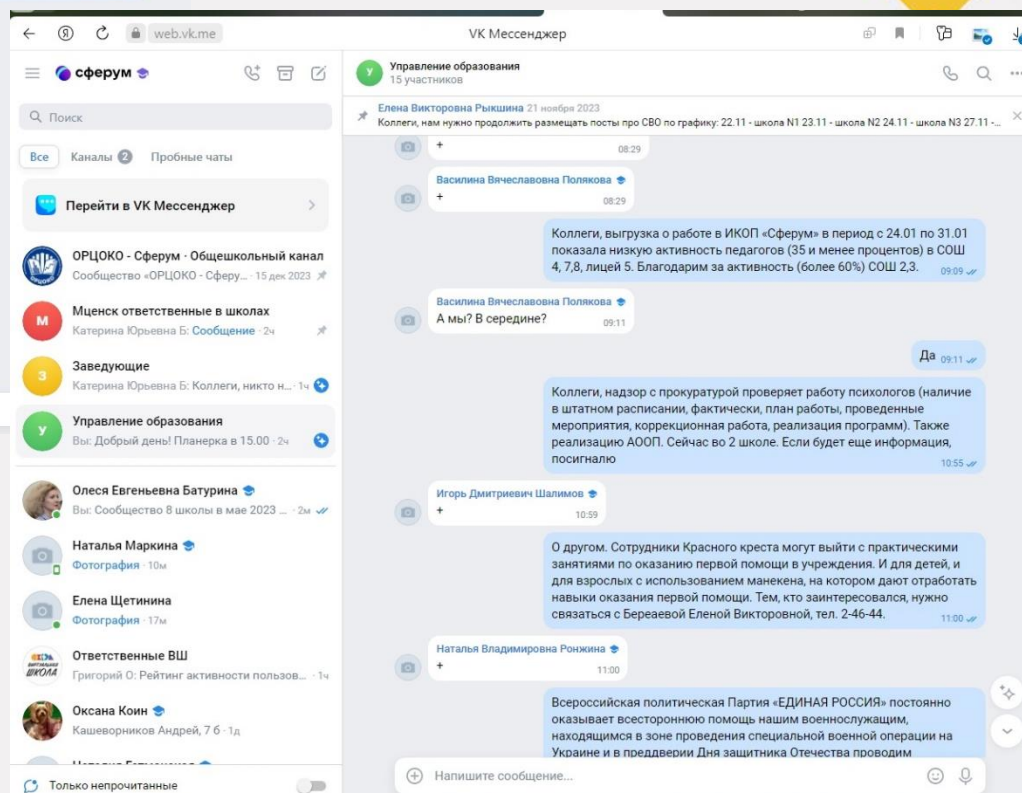 web.vk.me
VK Мессенджер
сферум
Поиск
Все Каналы 2 Пробные чаты
Перейти в VK Мессенджер
ОРЦОКО - Сферум · Общешкольный канал
Сообщество «ОРЦОКО - Сферу... · 15 дек 2023
М
Мценск ответственные в школах
Катерина Юрьевна Б: Сообщение · 2ч
З
Заведующие
Катерина Юрьевна Б: Коллеги, никто н... · 1ч
У
Управление образования
Вы: Добрый день! Планерка в 15.00 · 2ч
Олеся Евгеньевна Батурина
Вы: Сообщество 8 школы в мае 2023 ... · 2м
Наталья Маркина
Фотография · 10м
Елена Щетинина
Фотография · 17м
ШКОЛА
Ответственные ВШ
Григорий О: Рейтинг активности пользов... · 1ч
Оксана Коин
Кашеворников Андрей, 7 б · 1д
Только непрочитанные
У
Управление образования
15 участников
Елена Викторовна Рыкшина 21 ноября 2023
Коллеги, нам нужно продолжить размещать посты про СВО по графику: 22.11 - школа N1 23.11 - школа N2 24.11 - школа N3 27.11 -...
+ 08:29
Василина Вячеславовна Полякова
+ 08:29
Коллеги, выгрузка о работе в ИКОП «Сферум» в период с 24.01 по 31.01
показала низкую активность педагогов (35 и менее процентов) в СОШ
4, 7,8, лицей 5. Благодарим за активность (более 60%) СОШ 2,3. 09:09
Василина Вячеславовна Полякова
А мы? В середине? 09:11
Да 09:11
Коллеги, надзор с прокуратурой проверяет работу психологов (наличие
в штатном расписании, фактически, план работы, проведенные
мероприятия, коррекционная работа, реализация программ). Также
реализацию АООП. Сейчас во 2 школе. Если будет еще информация,
посигналю 10:55
Игорь Дмитриевич Шалимов
+ 10:59
О другом. Сотрудники Красного креста могут выйти с практическими
занятиями по оказанию первой помощи в учреждения. И для детей, и
для взрослых с использованием манекена, на котором дают отработать
навыки оказания первой помощи. Тем, кто заинтересовался, нужно
связаться с Береаевой Еленой Викторовной, тел. 2-46-44. 11:00
Наталья Владимировна Ронжина
+ 11:00
Всероссийская политическая Партия «ЕДИНАЯ РОССИЯ» постоянно
оказывает всестороннюю помощь нашим военнослужащим,
находящимся в зоне проведения специальной военной операции на
Украине и в преддверии Дня защитника Отечества проводим
Напишите сообщение...